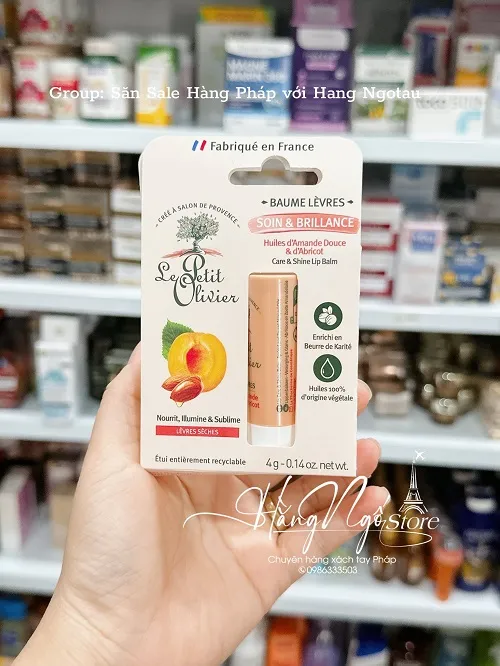 Group: Săn Sale Hàng Pháp với Hang Ngotau
Fabriqué en France
CRÉÉ À SALON DE PROVENCE
Le Petit
Olivier
BAUME LÈVRES
SOIN & BRILLANCE
Huiles d'Amande Douce
& d'Abricot
Care & Shine Lip Balm
Enrichi en
Beurre de Karité
Huiles 100%
d'origine végétale
Nourrit, Illumine & Sublime
LÈVRES SÈCHES
Étui entièrement recyclable
4g - 0.14 oz. net wt.
Hằng Ngô Store
Chuyên hàng xách tay Pháp
0986333503